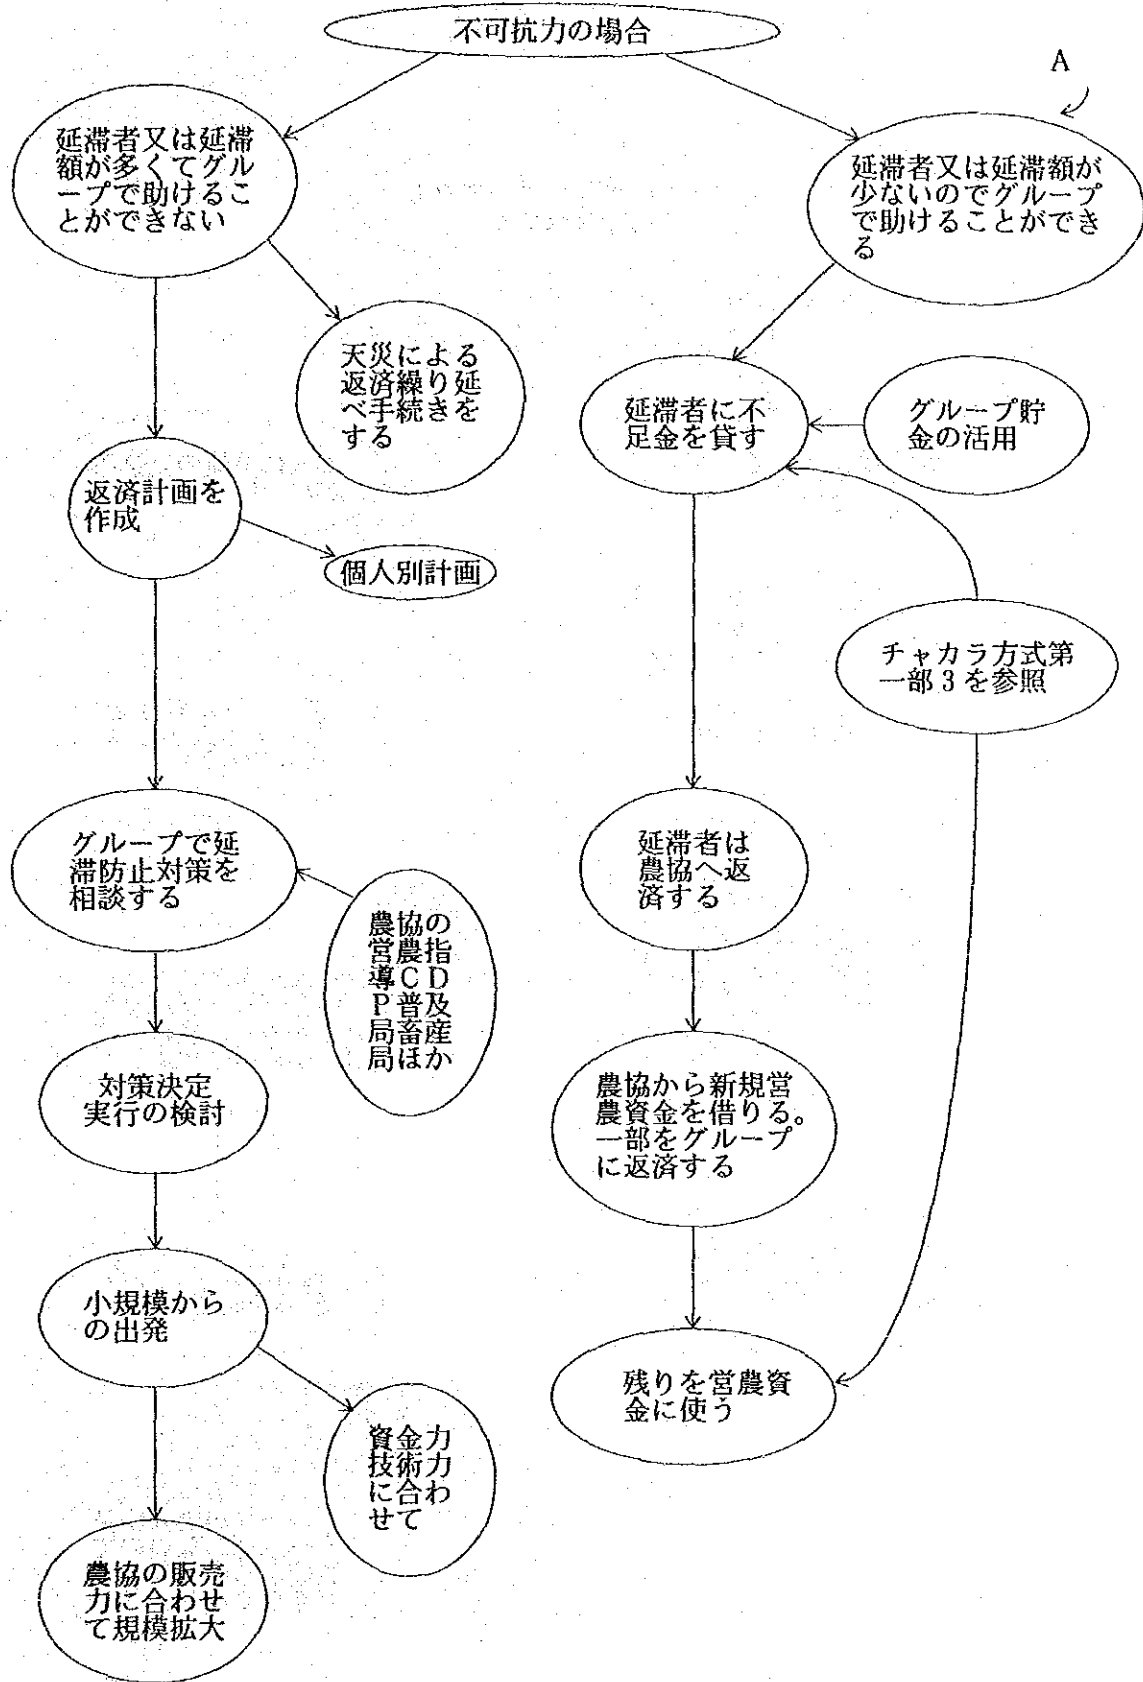 不可抗力の場合
A
延滞者又は延滞
額が多くてグル
ープで助けるこ
とができない
延滞者又は延滞額が
少ないのでグループ
で助けることができ
る
天災による
返済繰り延
べ手続きを
する
延滞者に不
足金を貸す
グループ貯
金の活用
返済計画を
作成
個人別計画
チャカラ方式第
一部3を参照
グループで延
滞防止対策を
相談する
農協の
営農指
導CD
P普及
局畜産
局ほか
延滞者は
農協へ返
済する
対策決定
実行の検討
農協から新規営
農資金を借りる。
一部をグループ
に返済する
小規模から
の出発
残りを営農資
金に使う
資金力
技術力
に合わ
せて
農協の販売
力に合わせ
て規模拡大